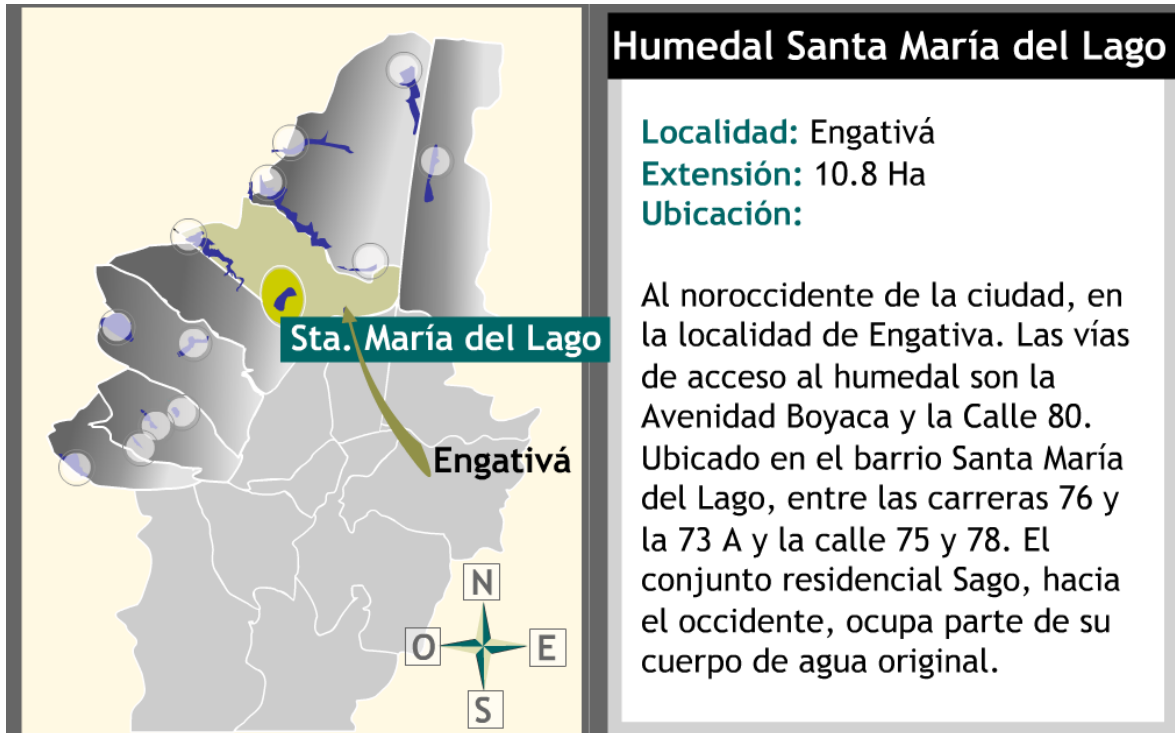 Humedal Santa María del Lago
Localidad: Engativá
Extensión: 10.8 Ha
Ubicación:
Al noroccidente de la ciudad, en
la localidad de Engativa. Las vías
de acceso al humedal son la
Avenidad Boyaca y la Calle 80.
Ubicado en el barrio Santa María
del Lago, entre las carreras 76 y
la 73 A y la calle 75 y 78. El
conjunto residencial Sago, hacia
el occidente, ocupa parte de su
cuerpo de agua original.
Sta. María del Lago
Engativá
N
O
E
S